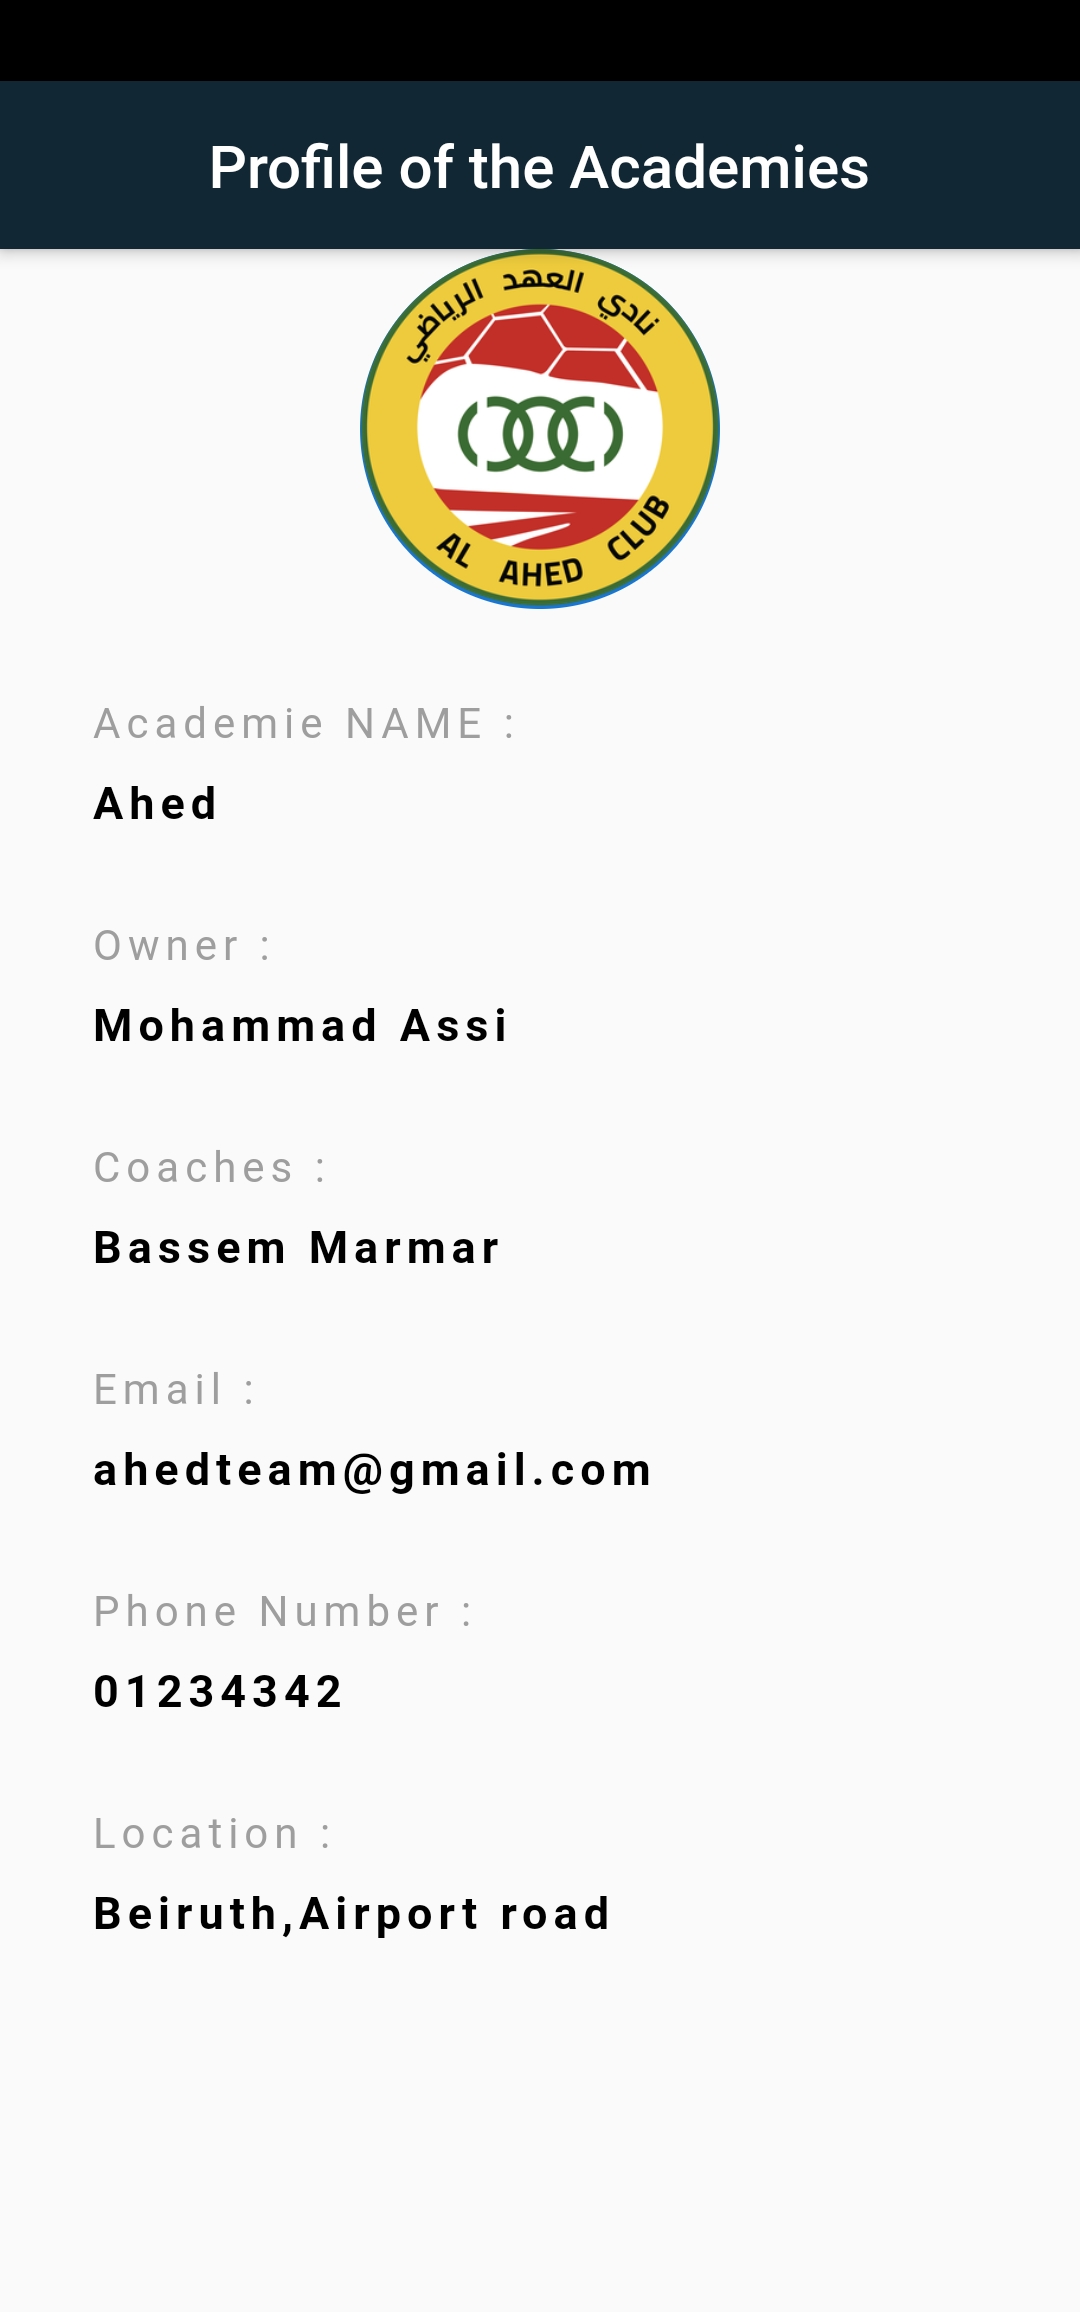 Profile of the Academies
نادي العهد الرياضي
AL AHED CLUB
Academie NAME :
Ahed
Owner :
Mohammad Assi
Coaches :
Bassem Marmar
Email :
ahedteam@gmail.com
Phone Number :
01234342
Location :
Beiruth,Airport road